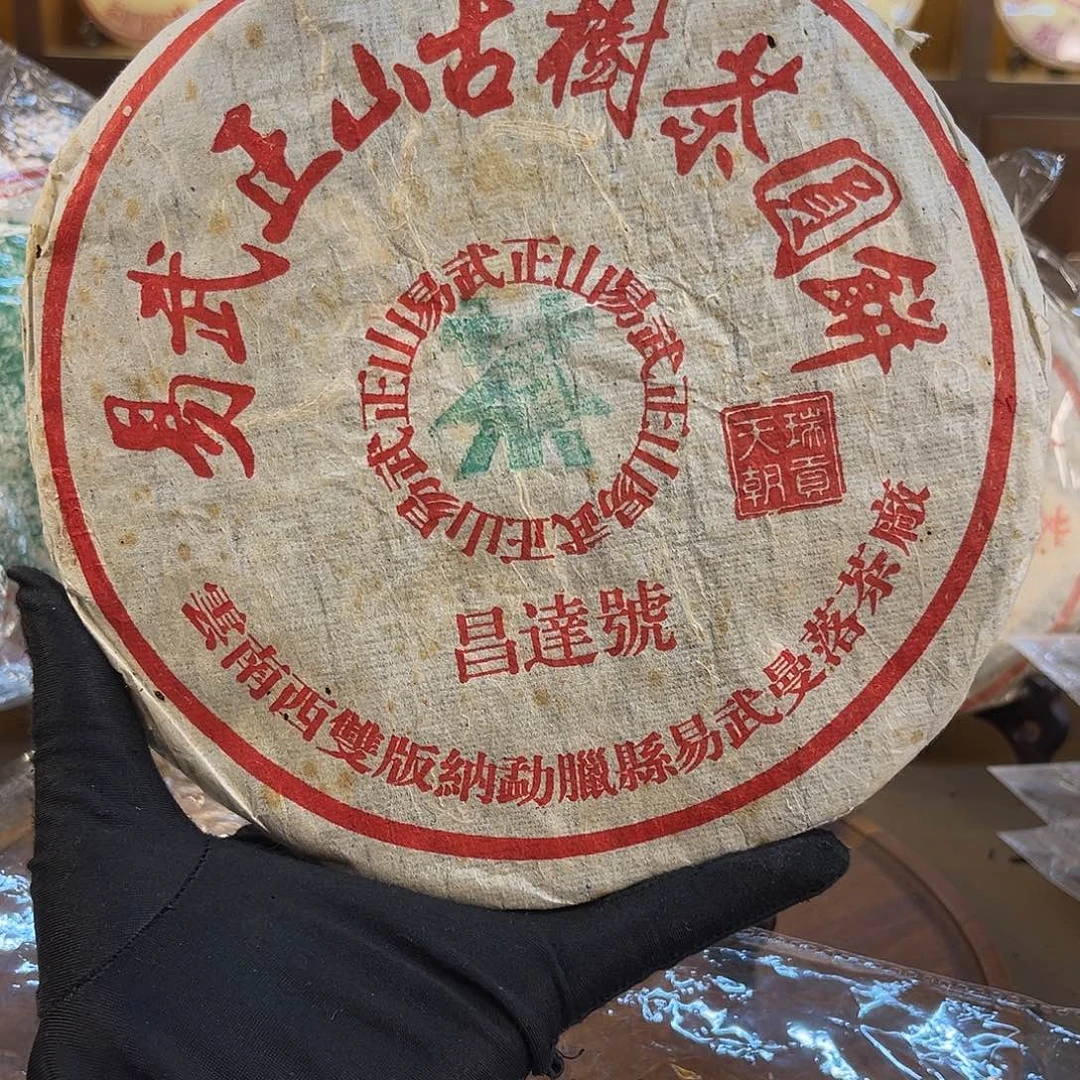 易武正山古樹茶圓餅
易武正山易武正山易武正山易武正山
茶
瑞貢
天朝
昌達號
雲南西雙版納勐臘縣易武曼落茶廠